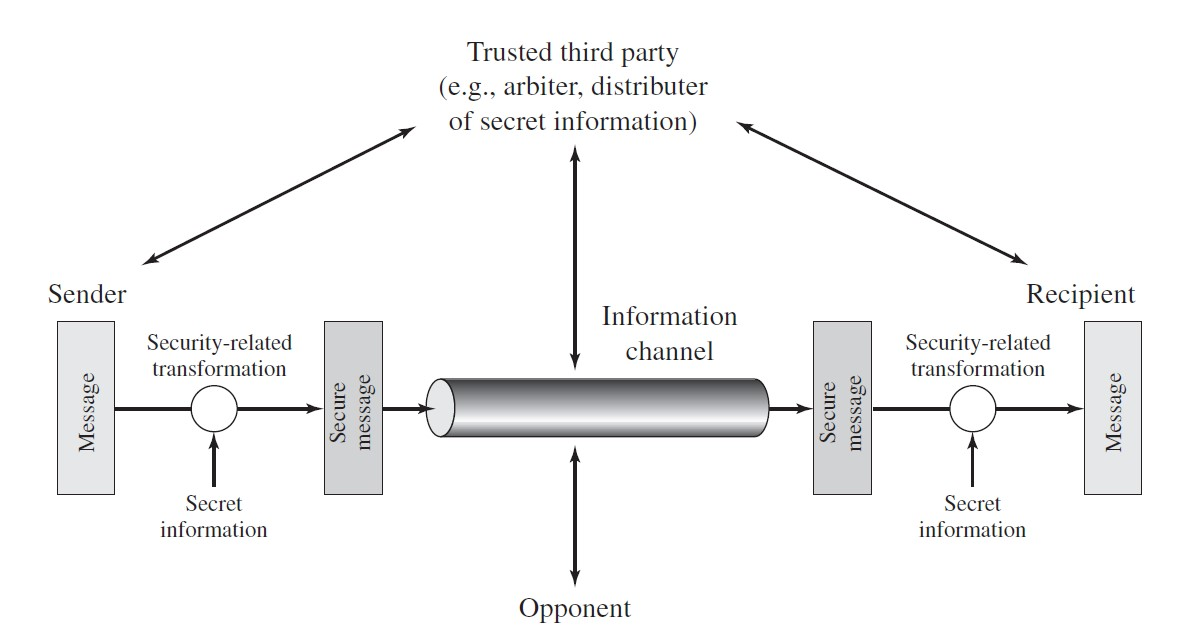 Trusted third party
(e.g., arbiter, distributer
of secret information)
Sender
Recipient
Information
channel
Security-related
transformation
Security-related
transformation
Message
Secure
message
Secure
message
Message
Secret
information
Secret
information
Opponent